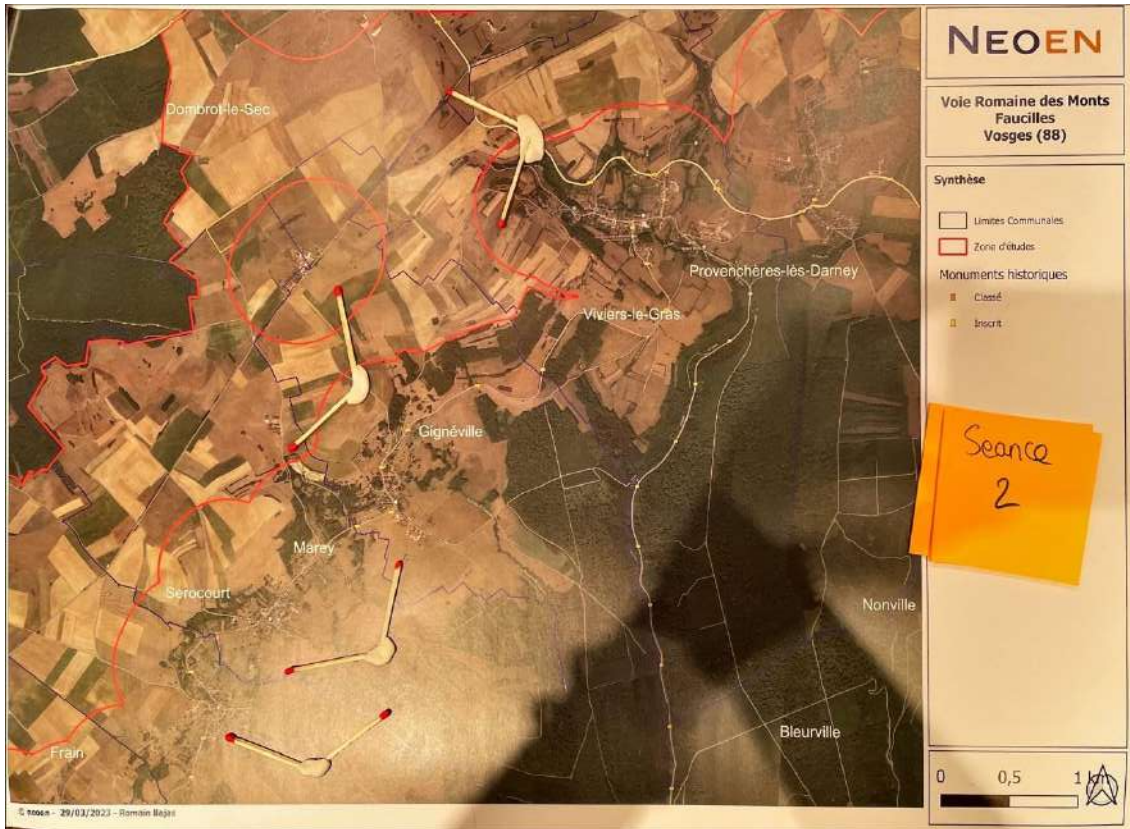 NEOEN
Voie Romaine des Monts
Faucilles
Vosges (88)
Synthèse
Limites Communales
Zone d'études
Monuments historiques
Classé
Inscrit
Seance
2
Dombrot-le-Sec
Provenchères-lès-Darney
Viviers-le-Gras
Gignéville
Marey
Serocourt
Nonville
Bleurville
Frain
0 0,5 1 km
© neoen - 29/03/2023 - Romain